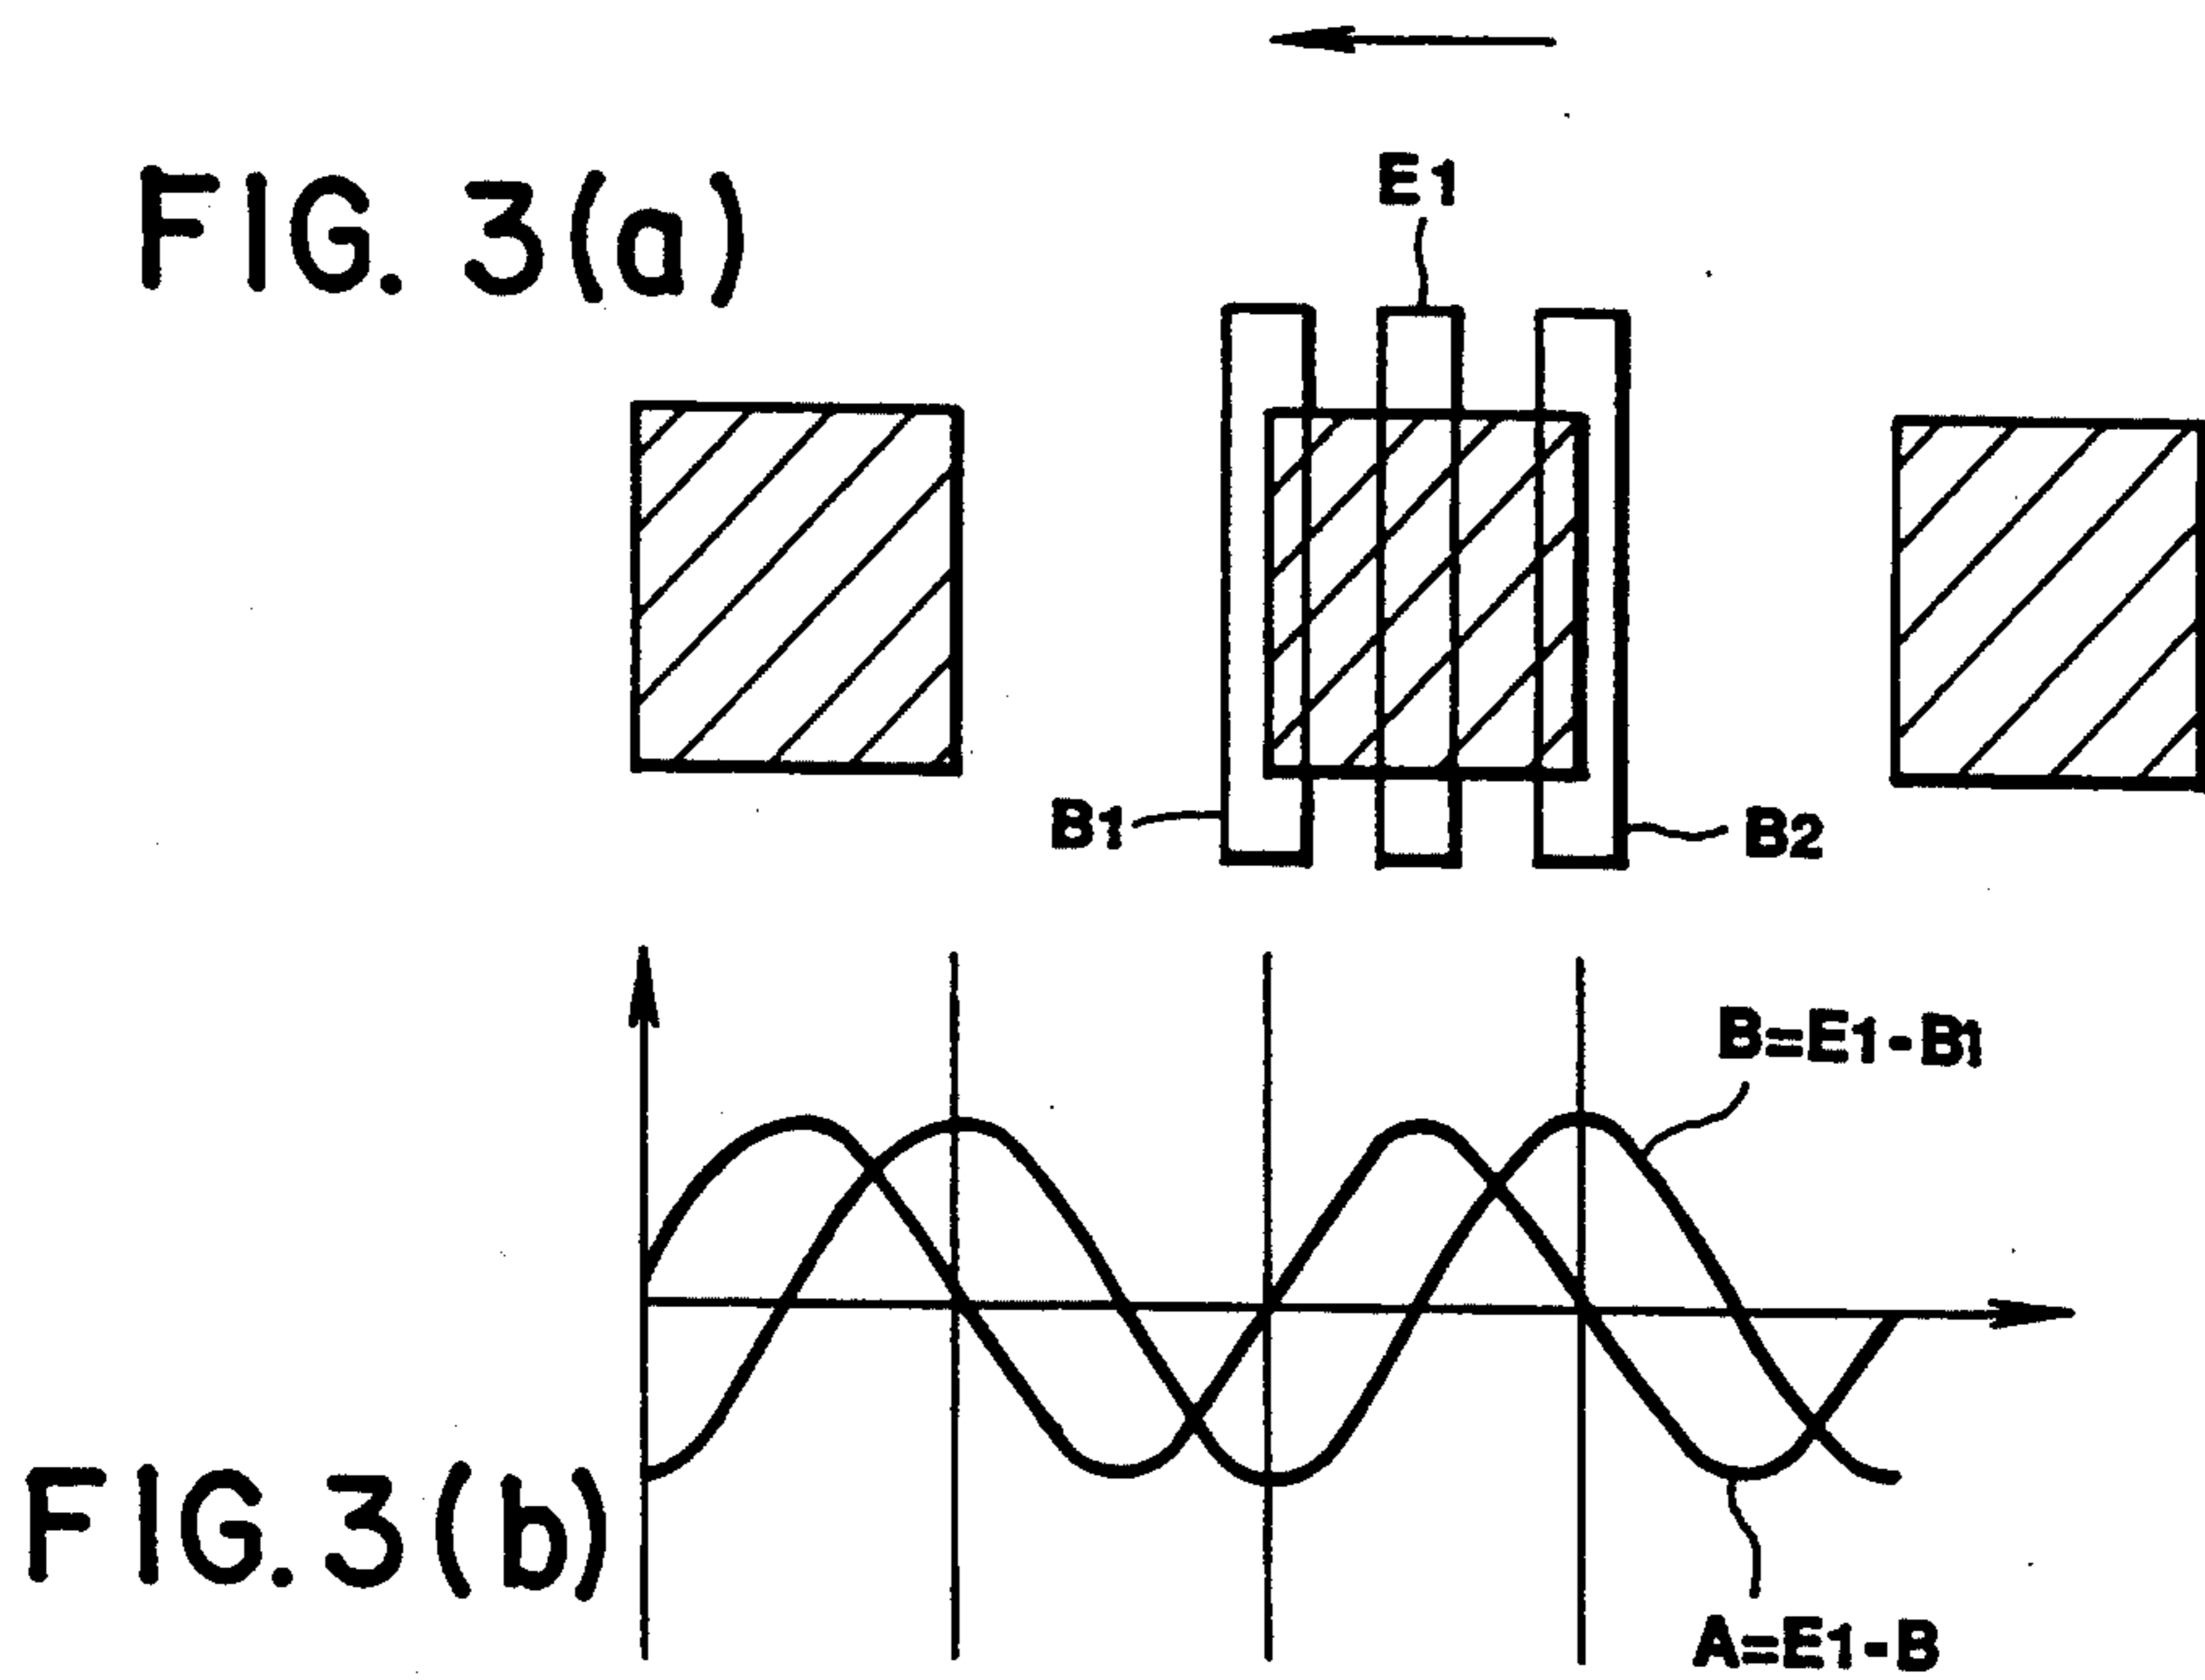 FIG. 3(a)
E1
B1
B2
B=E1-B1
FIG. 3(b)
A=E1-B